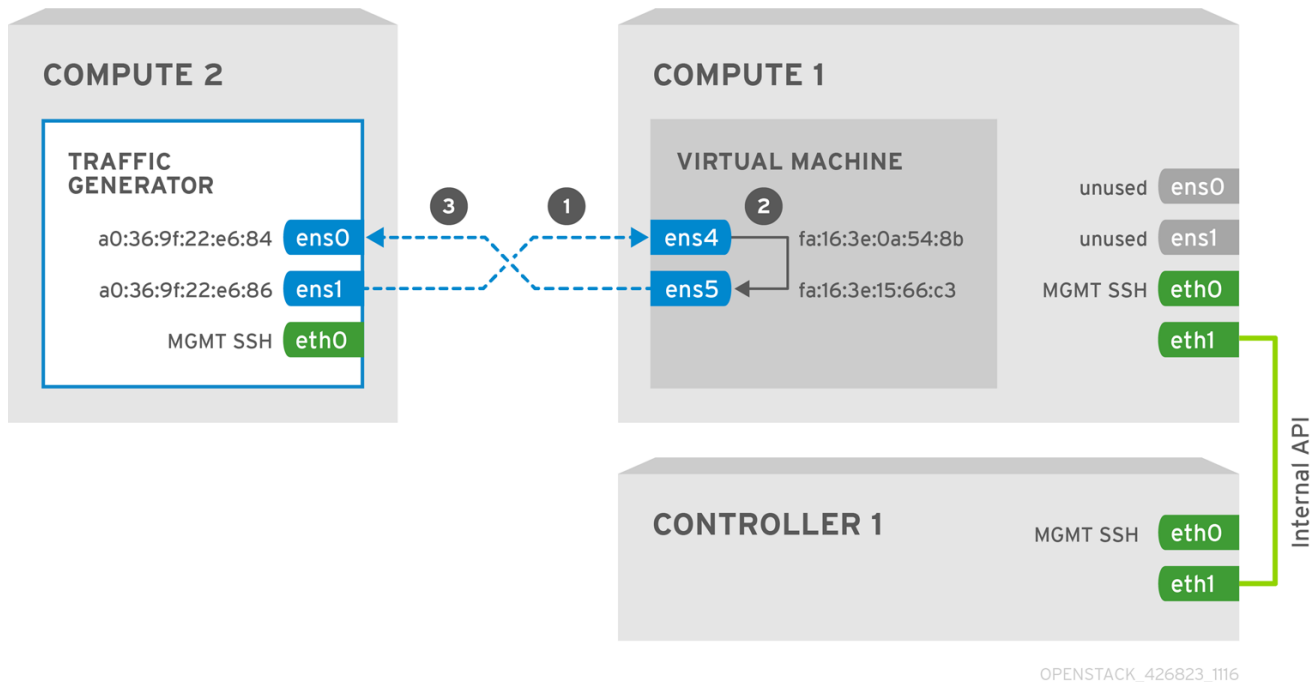 COMPUTE 2
TRAFFIC
GENERATOR
a0:36:9f:22:e6:84 ens0
a0:36:9f:22:e6:86 ens1
MGMT SSH eth0
3
1
COMPUTE 1
VIRTUAL MACHINE
2
ens4 fa:16:3e:0a:54:8b
ens5 fa:16:3e:15:66:c3
unused ens0
unused ens1
MGMT SSH eth0
eth1
Internal API
CONTROLLER 1
MGMT SSH eth0
eth1
OPENSTACK_426823_1116